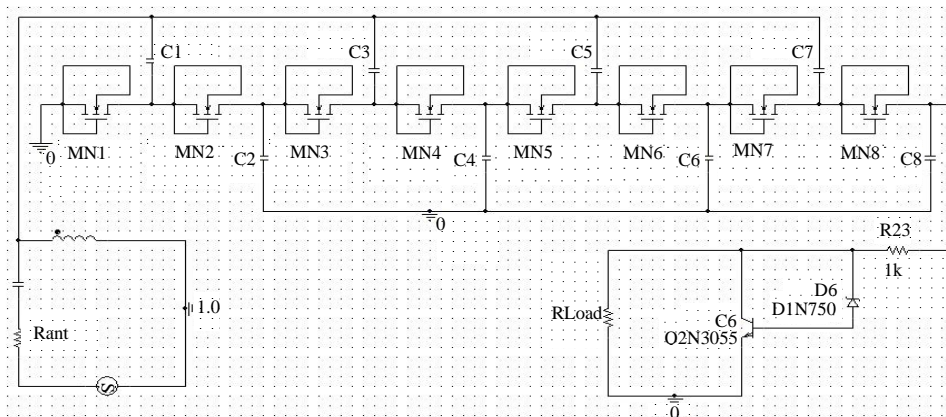 C1
C3
C5
C7
0
MN1
MN2
C2
MN3
MN4
C4
MN5
MN6
C6
MN7
MN8
C8
0
R23
1k
1.0
Rant
S
RLoad
D6
D1N750
C6
Q2N3055
0